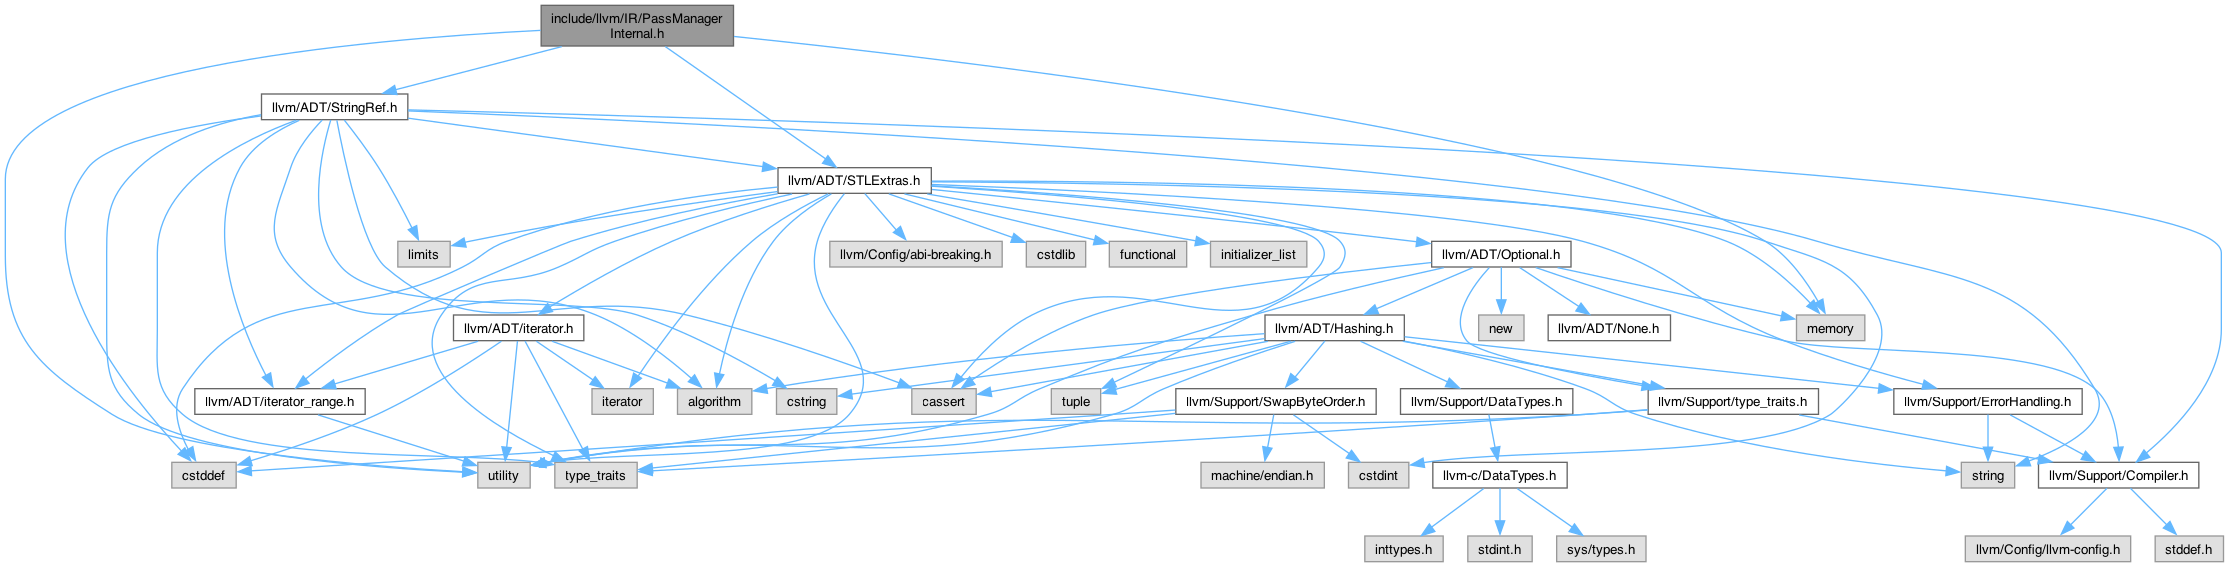 include/llvm/IR/PassManager
Internal.h
llvm/ADT/StringRef.h
llvm/ADT/STLExtras.h
limits
llvm/Config/abi-breaking.h
cstdlib
functional
initializer_list
llvm/ADT/Optional.h
llvm/ADT/iterator.h
llvm/ADT/Hashing.h
new
llvm/ADT/None.h
memory
llvm/ADT/iterator_range.h
iterator
algorithm
cstring
cassert
tuple
llvm/Support/SwapByteOrder.h
llvm/Support/DataTypes.h
llvm/Support/type_traits.h
llvm/Support/ErrorHandling.h
cstddef
utility
type_traits
machine/endian.h
cstdint
llvm-c/DataTypes.h
string
llvm/Support/Compiler.h
inttypes.h
stdint.h
sys/types.h
llvm/Config/llvm-config.h
stddef.h